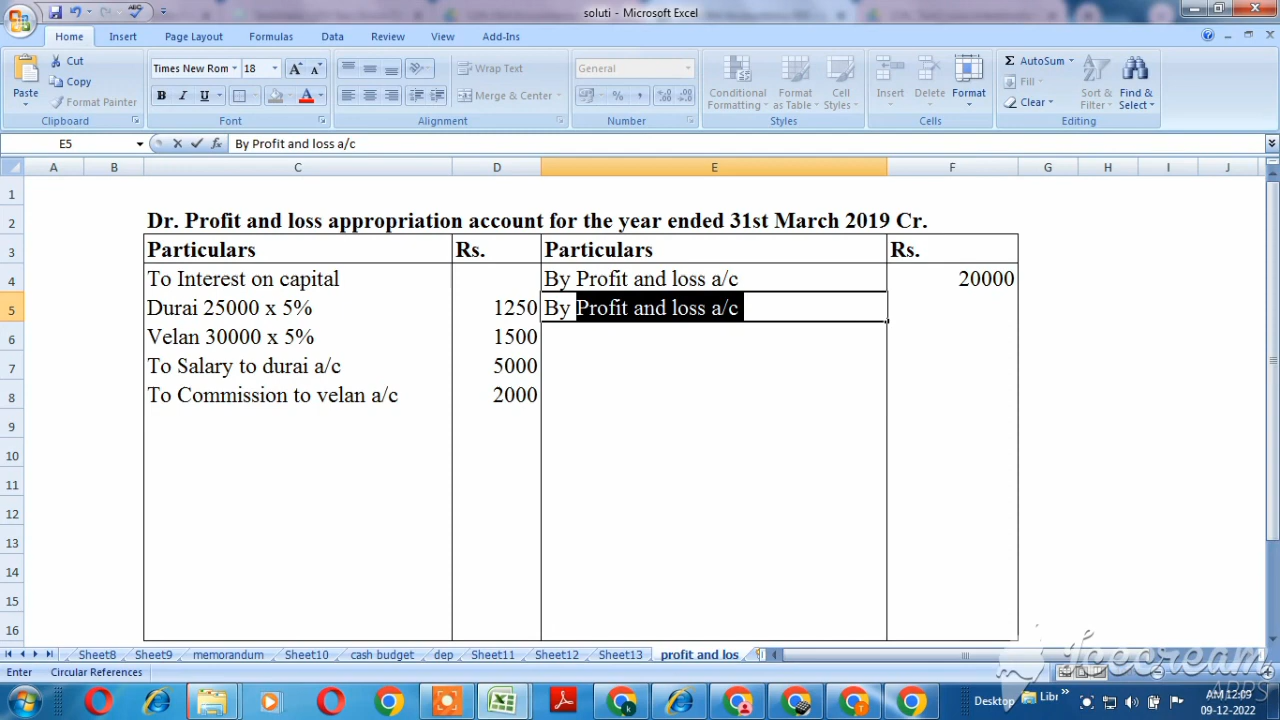 soluti - Microsoft Excel
Home Insert Page Layout Formulas Data Review View Add-Ins
Cut
Copy
Format Painter
Paste
Clipboard
Times New Rom 18
B I U A
Font
Wrap Text
Merge & Center
Alignment
General
%
Number
Conditional Formatting
Format as Table
Cell Styles
Styles
Insert Delete Format
Cells
Σ AutoSum
Fill
Clear
Sort & Filter
Find & Select
Editing
E5 fx By Profit and loss a/c
A B C D E F G H I J
1
2 Dr. Profit and loss appropriation account for the year ended 31st March 2019 Cr.
3 Particulars Rs. Particulars Rs.
4 To Interest on capital By Profit and loss a/c 20000
5 Durai 25000 x 5% 1250 By Profit and loss a/c
6 Velan 30000 x 5% 1500
7 To Salary to durai a/c 5000
8 To Commission to velan a/c 2000
9
10
11
12
13
14
15
16
Sheet8 Sheet9 memorandum Sheet10 cash budget dep Sheet11 Sheet12 Sheet13 profit and los
Enter Circular References
Icecream
APPS
Desktop Libr »
AM 12:09
09-12-2022